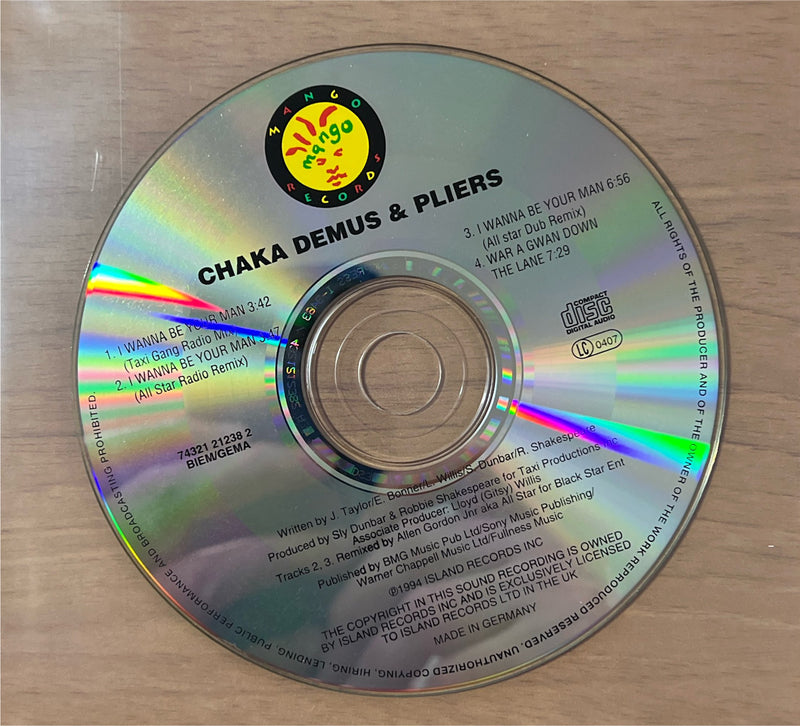 MANGO RECORDS
mango
CHAKA DEMUS & PLIERS
1. I WANNA BE YOUR MAN 3:42
(Taxi Gang Radio Mix)
2. I WANNA BE YOUR MAN 3:47
(All Star Radio Remix)
3. I WANNA BE YOUR MAN 6:56
(All star Dub Remix)
4. WAR A GWAN DOWN
THE LANE 7:29
COMPACT
disc
DIGITAL AUDIO
LC 0407
74321 21238 2
BIEM/GEMA
Written by J. Taylor/E. Bonner/L. Willis/S. Dunbar/R. Shakespeare
Produced by Sly Dunbar & Robbie Shakespeare for Taxi Productions Inc
Associate Producer: Lloyd (Gitsy) Willis
Tracks 2, 3. Remixed by Allen Gordon Jnr aka All Star for Black Star Ent
Published by BMG Music Pub Ltd/Sony Music Publishing/
Warner Chappell Music Ltd/Fullness Music
℗1994 ISLAND RECORDS INC
THE COPYRIGHT IN THIS SOUND RECORDING IS OWNED
BY ISLAND RECORDS INC AND IS EXCLUSIVELY LICENSED
TO ISLAND RECORDS LTD IN THE UK
MADE IN GERMANY
ALL RIGHTS OF THE PRODUCER AND OF THE OWNER OF THE WORK REPRODUCED RESERVED. UNAUTHORIZED COPYING, HIRING, LENDING, PUBLIC PERFORMANCE AND BROADCASTING PROHIBITED.